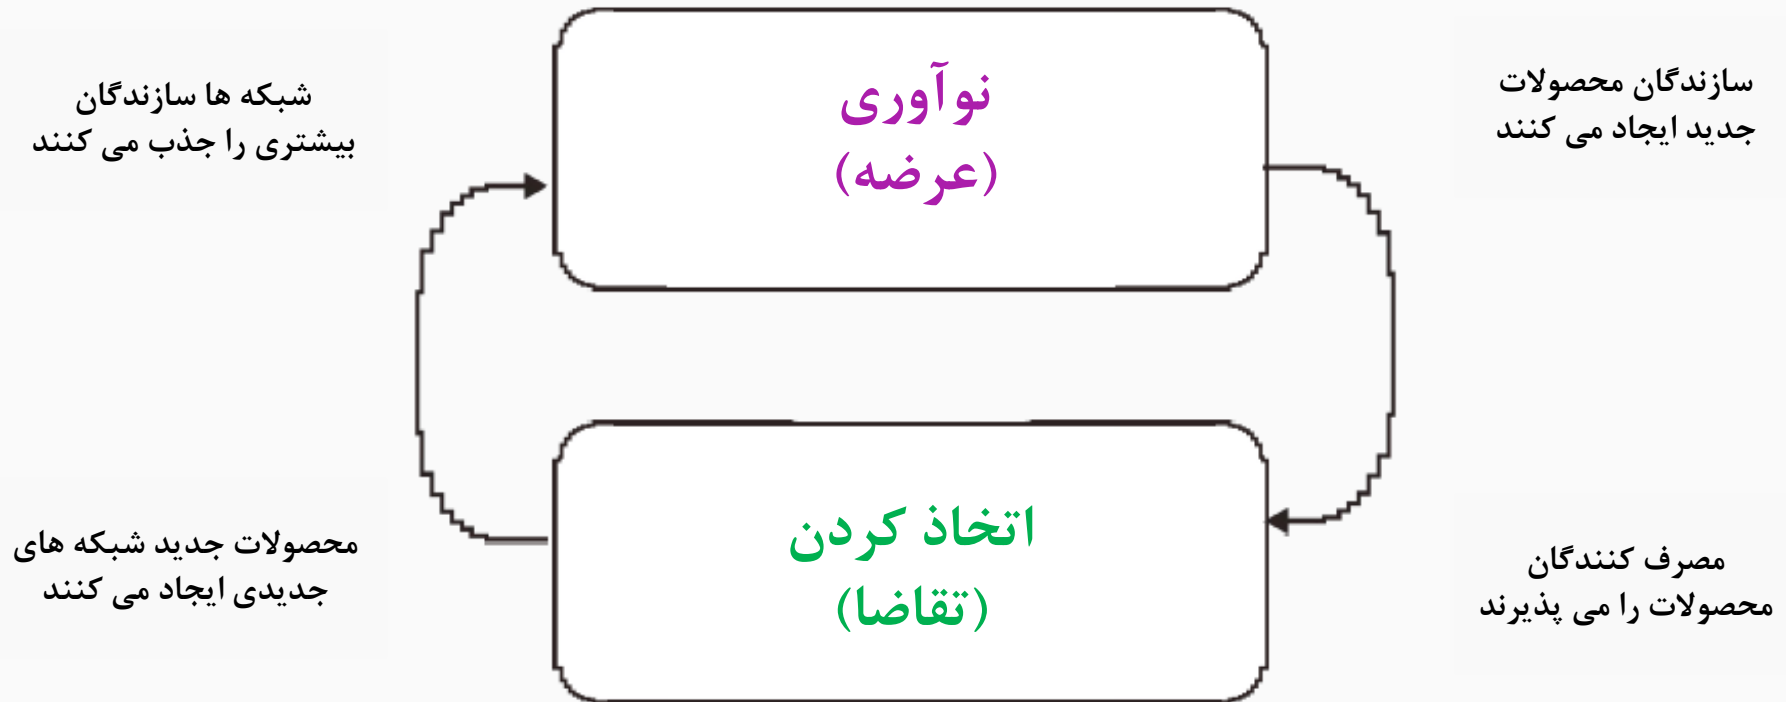 سازندگان محصولات
جدید ایجاد می کنند
نوآوری
(عرضه)
شبکه ها سازندگان
بیشتری را جذب می کنند
مصرف کنندگان
محصولات را می پذیرند
اتخاذ کردن
(تقاضا)
محصولات جدید شبکه های
جدیدی ایجاد می کنند